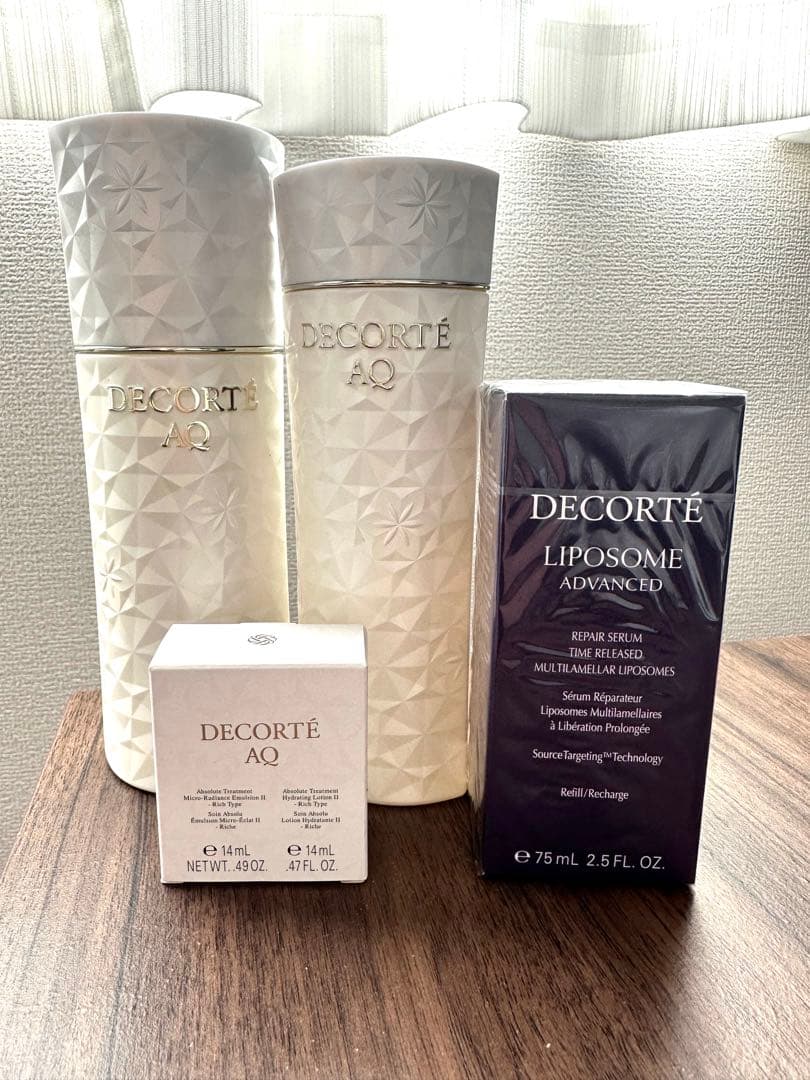 DECORTÉ
AQ
DECORTÉ
AQ
DECORTÉ
LIPOSOME
ADVANCED
REPAIR SERUM
TIME RELEASED
MULTILAMELLAR LIPOSOMES
Sérum Réparateur
Liposomes Multilamellaires
à Libération Prolongée
SourceTargeting™Technology
Refill/Recharge
℮ 75 mL 2.5 FL. OZ.
DECORTÉ
AQ
Absolute Treatment
Micro-Radiance Emulsion II
- Rich Type
Soin Absolu
Émulsion Micro-Éclat II
- Riche
℮ 14mL
NET WT. .49 OZ.
Absolute Treatment
Hydrating Lotion II
- Rich Type
Soin Absolu
Lotion Hydratante II
- Riche
℮ 14mL
.47 FL. OZ.